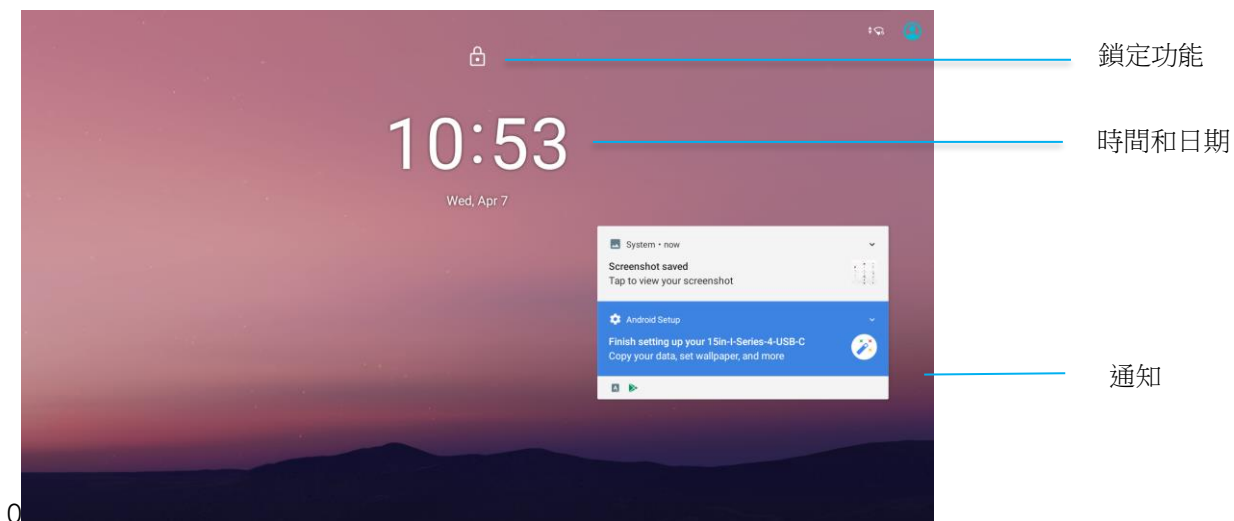 鎖定功能
10:53
時間和日期
Wed, Apr 7
System • now
Screenshot saved
Tap to view your screenshot
Android Setup
Finish setting up your 15in-I-Series-4-USB-C
Copy your data, set wallpaper, and more
通知
0